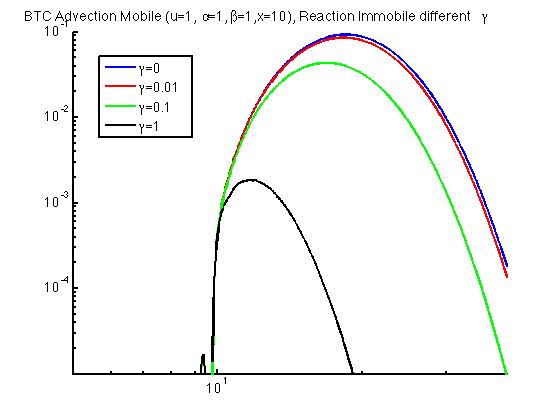 BTC Advection Mobile (u=1, α=1,β=1,x=10), Reaction Immobile different γ
10⁻¹
γ=0
γ=0.01
γ=0.1
γ=1
10⁻²
10⁻³
10⁻⁴
10¹